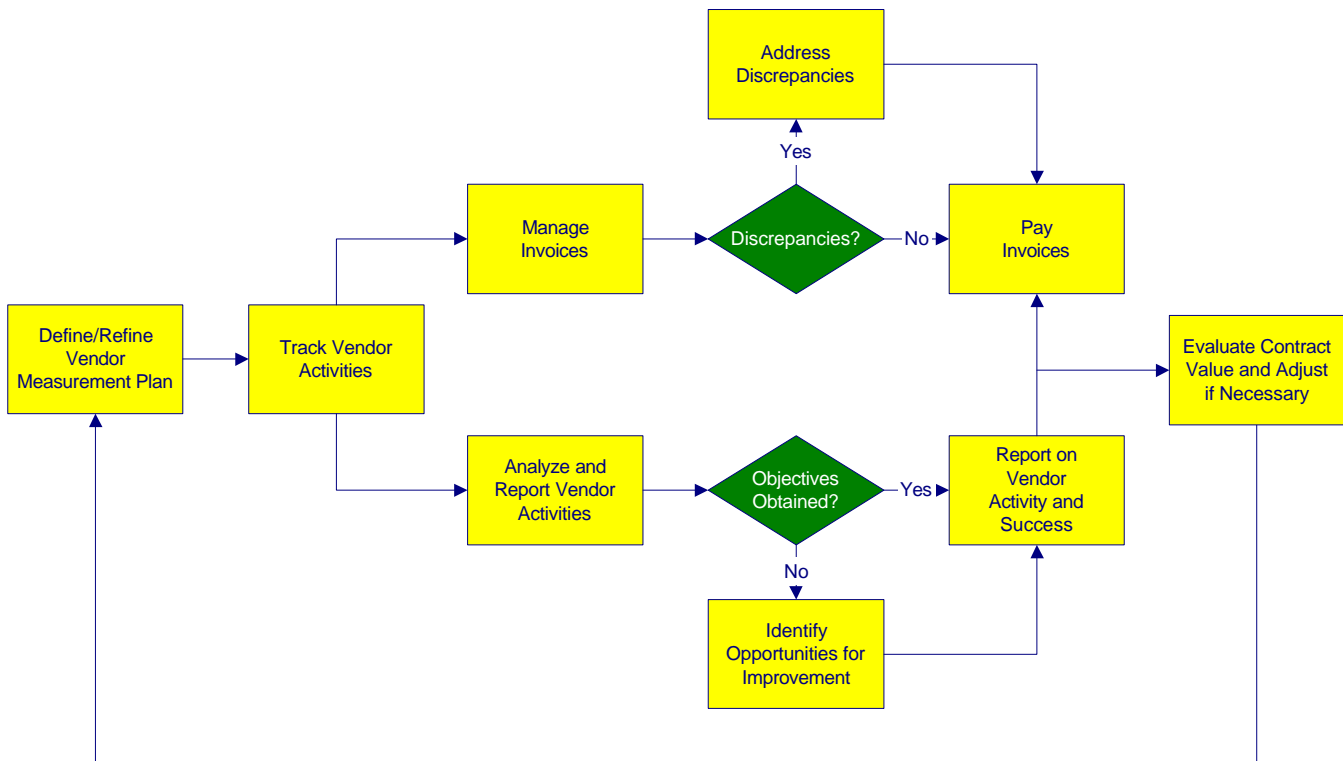 Address
Discrepancies
Yes
Manage
Invoices
Discrepancies?
No
Pay
Invoices
Define/Refine
Vendor
Measurement Plan
Track Vendor
Activities
Evaluate Contract
Value and Adjust
if Necessary
Analyze and
Report Vendor
Activities
Objectives
Obtained?
Yes
Report on
Vendor
Activity and
Success
No
Identify
Opportunities for
Improvement